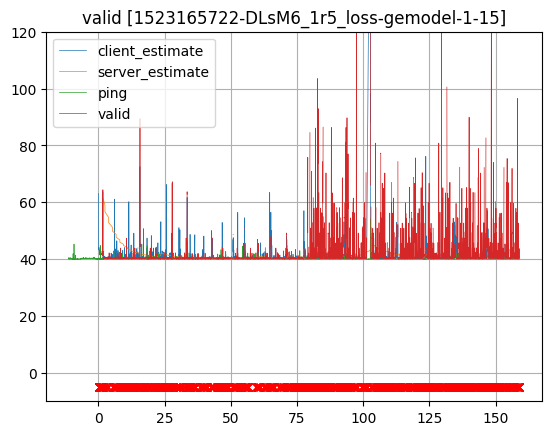 valid [1523165722-DLsM6_1r5_loss-gemodel-1-15]
120
client_estimate
server_estimate
100
ping
valid
80
60
40
20
0
0 25 50 75 100 125 150